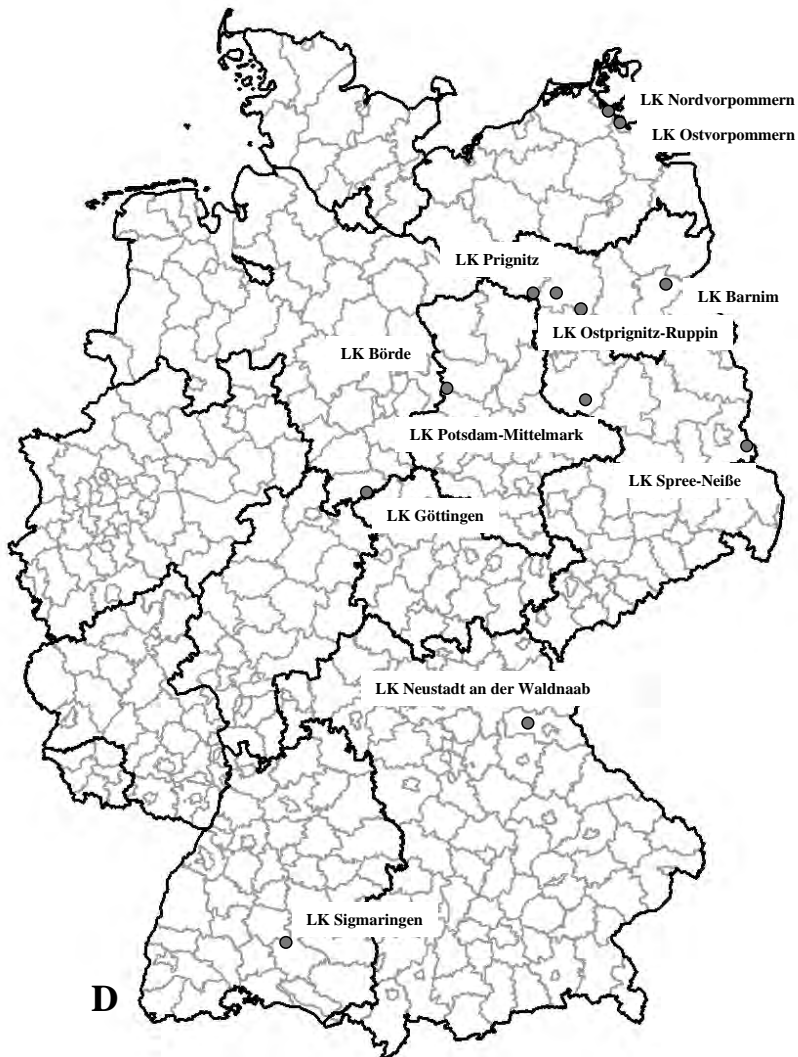 LK Nordvorpommern
LK Ostvorpommern
LK Prignitz
LK Barnim
LK Ostprignitz-Ruppin
LK Börde
LK Potsdam-Mittelmark
LK Spree-Neiße
LK Göttingen
LK Neustadt an der Waldnaab
LK Sigmaringen
D